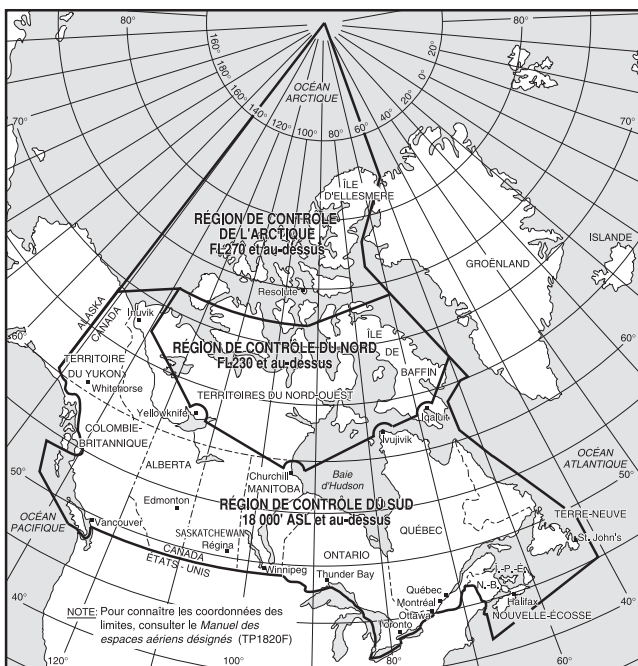 80°
80°
160°
160°
160°
140°
120°
100°
80°
60°
40°
20°
0°
20°
OCÉAN
ARCTIQUE
70°
70°
ÎLE
D'ELLESMERE
RÉGION DE CONTRÔLE
DE L'ARCTIQUE
FL270 et au-dessus
ISLANDE
GROËNLAND
Resolute
ALASKA
CANADA
Inuvik
60°
60°
RÉGION DE CONTRÔLE DU NORD
FL230 et au-dessus
ÎLE
DE
BAFFIN
TERRITOIRE
DU YUKON
Whitehorse
TERRITOIRES DU NORD-OUEST
Yellowknife
Iqaluit
Ivujivik
COLOMBIE-
BRITANNIQUE
ALBERTA
OCÉAN
ATLANTIQUE
50°
50°
Churchill
MANITOBA
Baie
d'Hudson
RÉGION DE CONTRÔLE DU SUD
18 000' ASL et au-dessus
Edmonton
OCÉAN
PACIFIQUE
Vancouver
SASKATCHEWAN
Régina
CANADA
ÉTATS - UNIS
Winnipeg
ONTARIO
Thunder Bay
QUÉBEC
TERRE-NEUVE
St. John's
Î.-P.-É.
N.-B.
Québec
Montréal
Ottawa
Toronto
Halifax
NOUVELLE-ÉCOSSE
40°
40°
NOTE: Pour connaître les coordonnées des
limites, consulter le Manuel des
espaces aériens désignés (TP1820F)
120°
100°
80°
60°